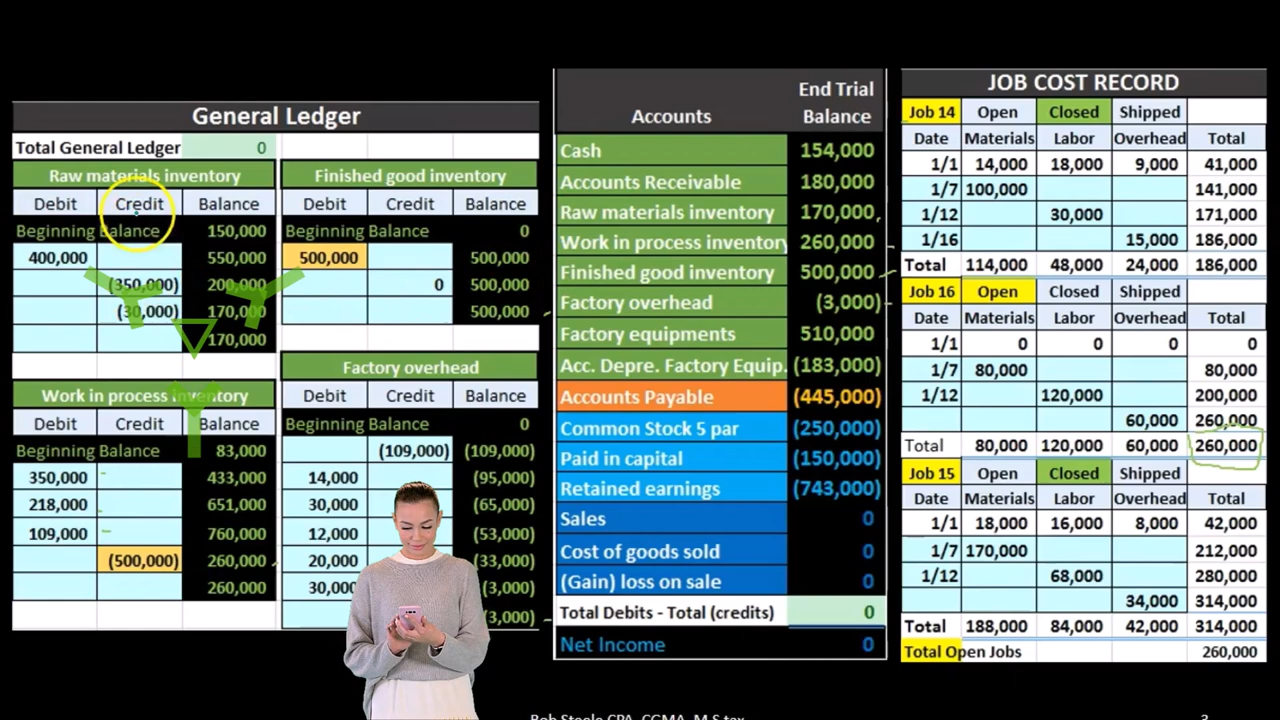 General Ledger
Total General Ledger 0
Raw materials inventory
Debit Credit Balance
Beginning Balance 150,000
400,000 550,000
(350,000) 200,000
(30,000) 170,000
170,000
Finished good inventory
Debit Credit Balance
Beginning Balance 0
500,000 500,000
0 500,000
500,000
Work in process inventory
Debit Credit Balance
Beginning Balance 83,000
350,000 433,000
218,000 651,000
109,000 760,000
(500,000) 260,000
260,000
Factory overhead
Debit Credit Balance
Beginning Balance 0
(109,000) (109,000)
14,000 (95,000)
30,000 (65,000)
12,000 (53,000)
20,000 (33,000)
30,000 (3,000)
(3,000)
Accounts End Trial Balance
Cash 154,000
Accounts Receivable 180,000
Raw materials inventory 170,000
Work in process inventory 260,000
Finished good inventory 500,000
Factory overhead (3,000)
Factory equipments 510,000
Acc. Depre. Factory Equip. (183,000)
Accounts Payable (445,000)
Common Stock 5 par (250,000)
Paid in capital (150,000)
Retained earnings (743,000)
Sales 0
Cost of goods sold 0
(Gain) loss on sale 0
Total Debits - Total (credits) 0
Net Income 0
JOB COST RECORD
Job 14 Open Closed Shipped
Date Materials Labor Overhead Total
1/1 14,000 18,000 9,000 41,000
1/7 100,000 141,000
1/12 30,000 171,000
1/16 15,000 186,000
Total 114,000 48,000 24,000 186,000
Job 16 Open Closed Shipped
Date Materials Labor Overhead Total
1/1 0 0 0 0
1/7 80,000 80,000
1/12 120,000 200,000
60,000 260,000
Total 80,000 120,000 60,000 260,000
Job 15 Open Closed Shipped
Date Materials Labor Overhead Total
1/1 18,000 16,000 8,000 42,000
1/7 170,000 212,000
1/12 68,000 280,000
34,000 314,000
Total 188,000 84,000 42,000 314,000
Total Open Jobs 260,000
Bob Steele CPA, CGMA, M.S.tax
3